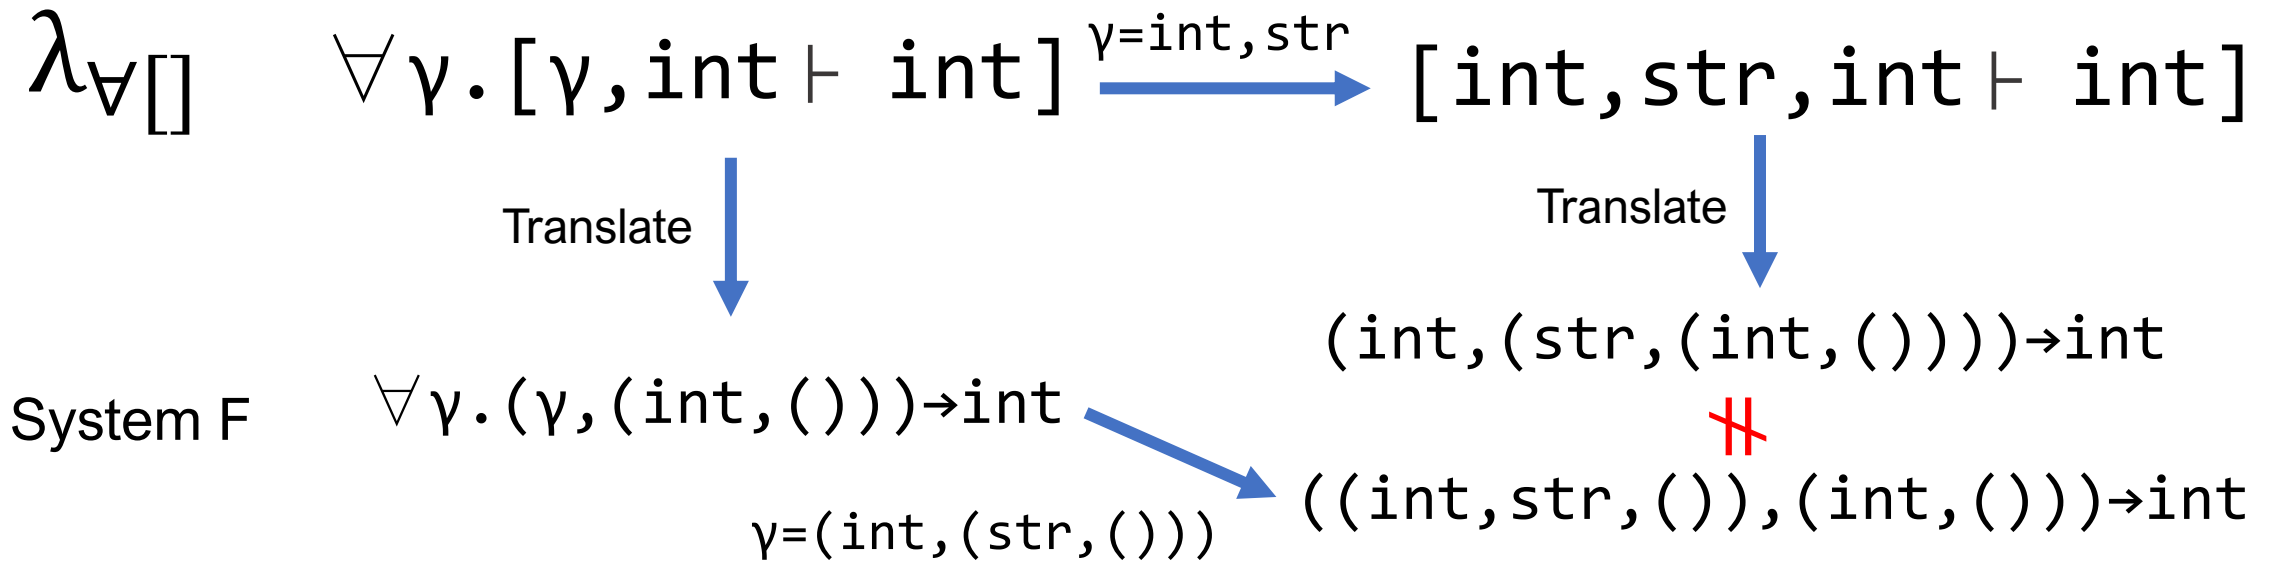 λ∀[] ∀γ.[γ,int⊢ int] γ=int,str [int,str,int⊢ int]
Translate Translate
(int,(str,(int,())))→int
System F ∀γ.(γ,(int,()))→int ≠
γ=(int,(str,())) ((int,str,()),(int,()))→int